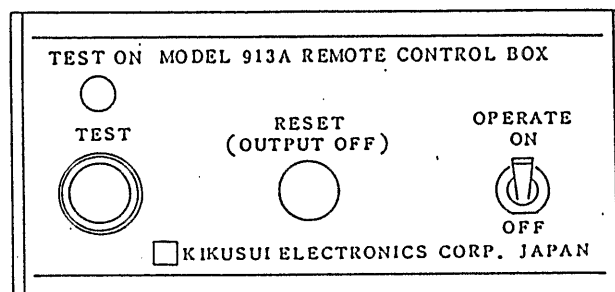 TEST ON MODEL 913A REMOTE CONTROL BOX
TEST
RESET
(OUTPUT OFF)
OPERATE
ON
OFF
KIKUSUI ELECTRONICS CORP. JAPAN